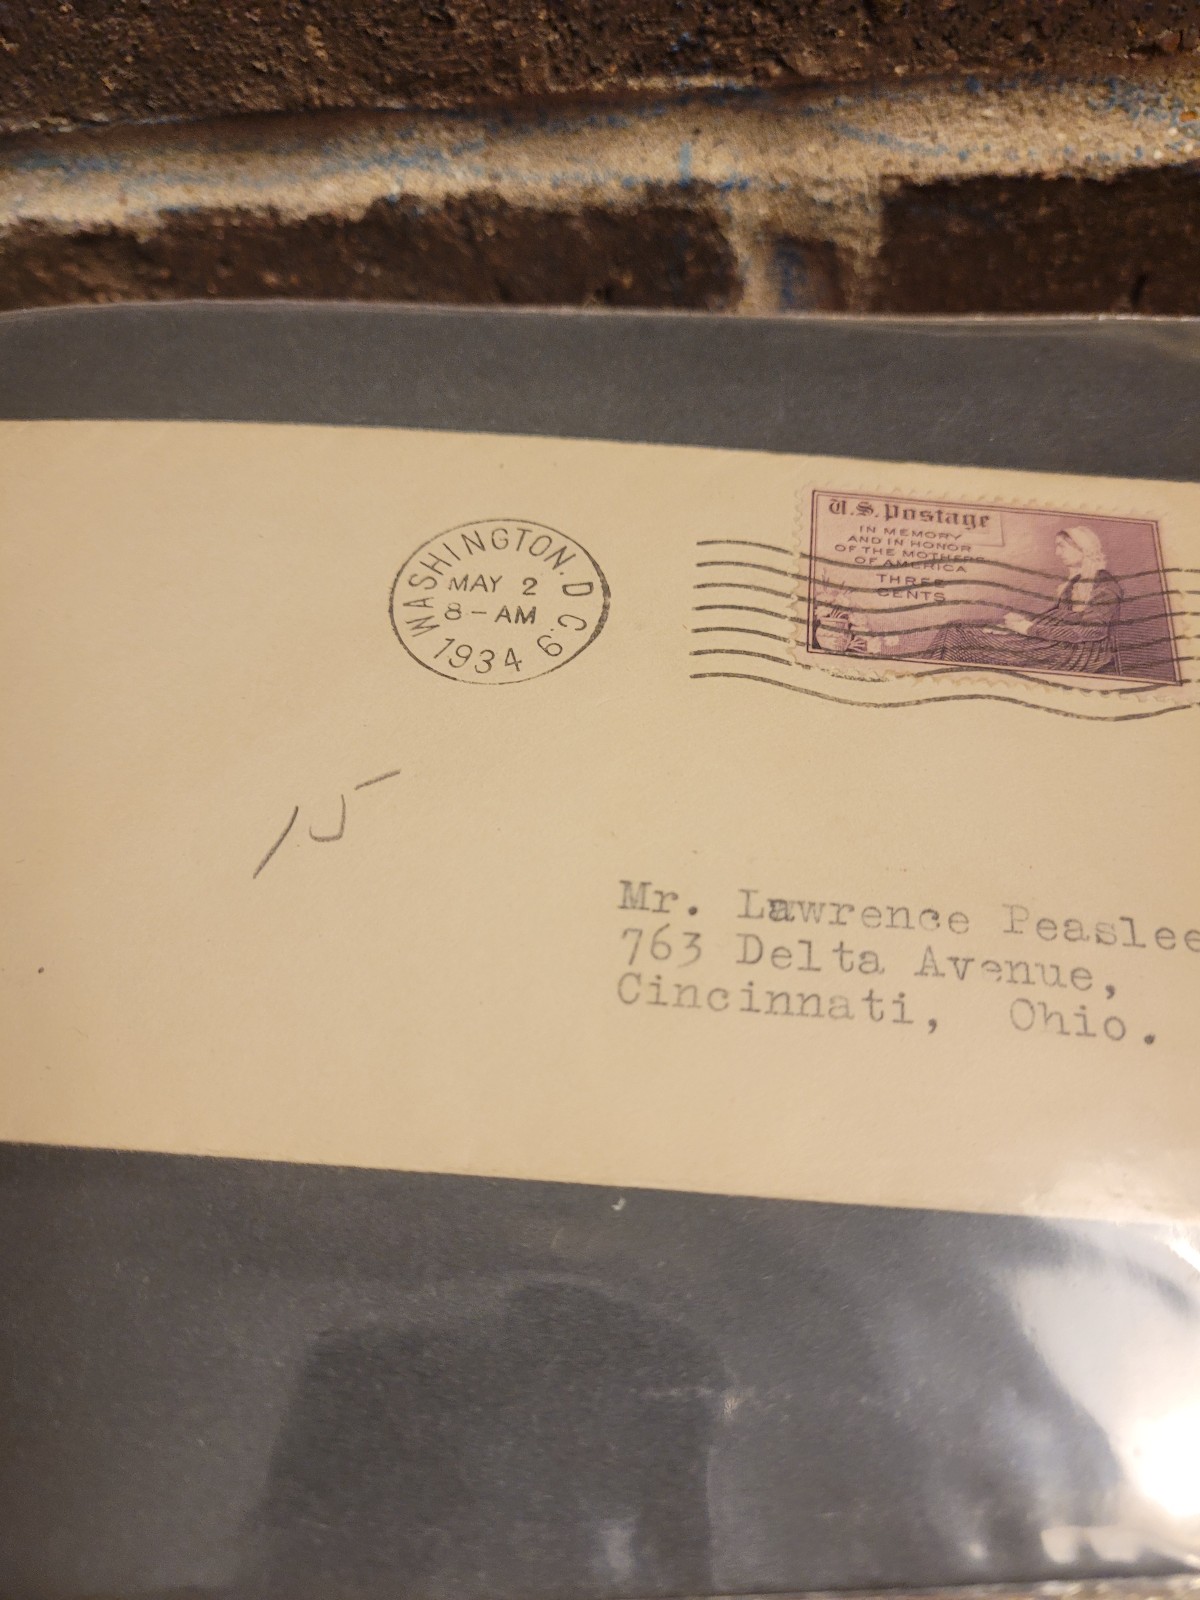 U.S. Postage
IN MEMORY
AND IN HONOR
OF THE MOTHERS
OF AMERICA
THREE
CENTS
WASHINGTON. D.C. 6
MAY 2
8-AM
1934
15
Mr. Lawrence Peaslee
763 Delta Avenue,
Cincinnati, Ohio.